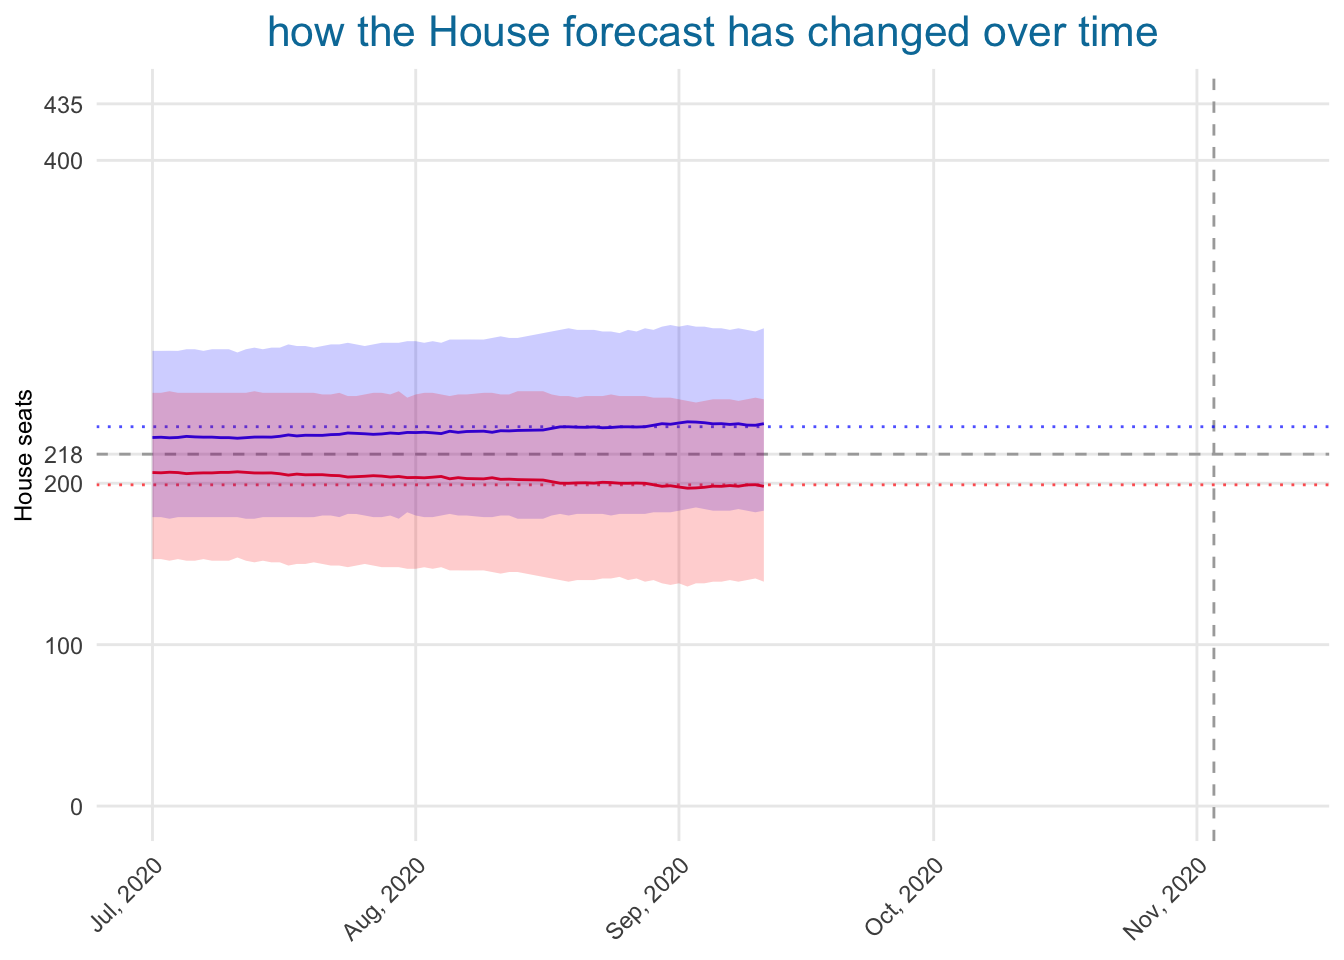 how the House forecast has changed over time
435
400
218
200
100
0
House seats
Jul, 2020
Aug, 2020
Sep, 2020
Oct, 2020
Nov, 2020